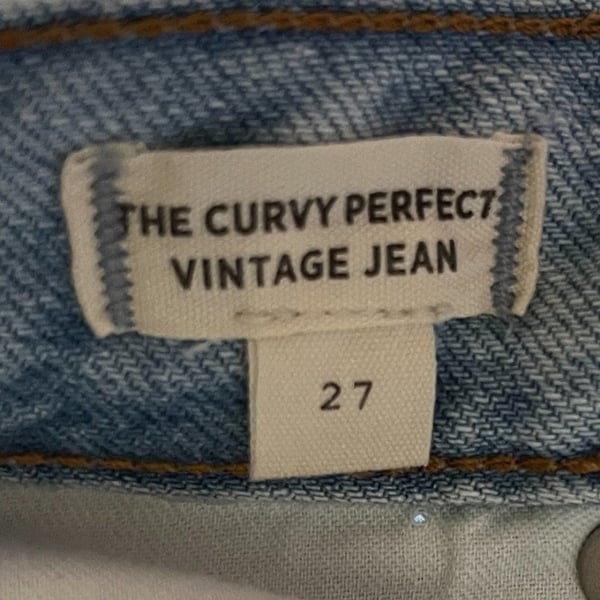 THE CURVY PERFECT
VINTAGE JEAN
27